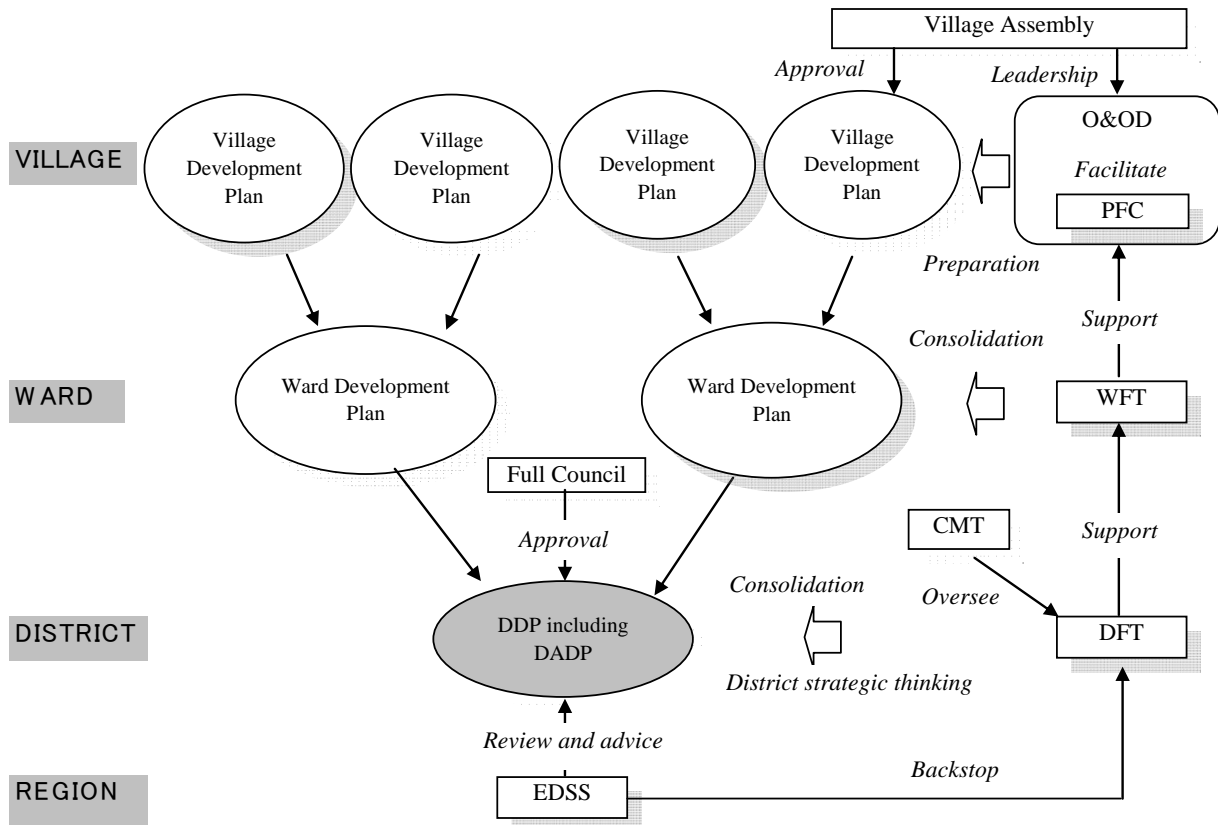 Village Assembly
Approval
Leadership
VILLAGE
Village
Development
Plan
Village
Development
Plan
Village
Development
Plan
Village
Development
Plan
O&OD
Facilitate
PFC
Preparation
Support
Consolidation
WARD
Ward Development
Plan
Ward Development
Plan
WFT
Full Council
Approval
CMT
Support
Oversee
Consolidation
DISTRICT
DDP including
DADP
DFT
District strategic thinking
Review and advice
Backstop
REGION
EDSS